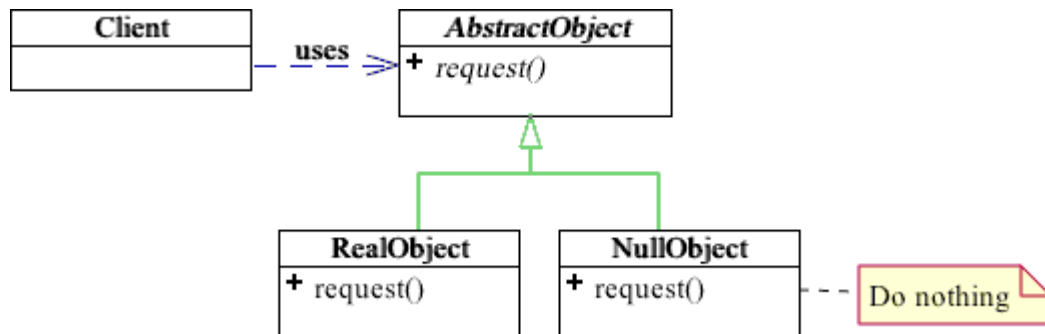 Client
AbstractObject
uses
+ request()
RealObject
NullObject
+ request()
+ request()
Do nothing